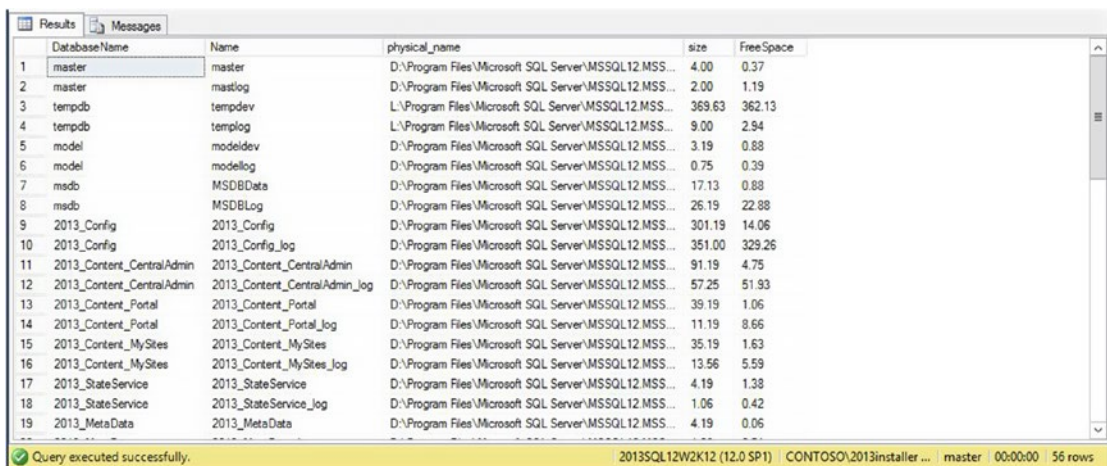 Results Messages
DatabaseName Name physical_name size FreeSpace
1 master master D:\Program Files\Microsoft SQL Server\MSSQL12.MSS... 4.00 0.37
2 master mastlog D:\Program Files\Microsoft SQL Server\MSSQL12.MSS... 2.00 1.19
3 tempdb tempdev L:\Program Files\Microsoft SQL Server\MSSQL12.MSS... 369.63 362.13
4 tempdb templog L:\Program Files\Microsoft SQL Server\MSSQL12.MSS... 9.00 2.94
5 model modeldev D:\Program Files\Microsoft SQL Server\MSSQL12.MSS... 3.19 0.88
6 model modellog D:\Program Files\Microsoft SQL Server\MSSQL12.MSS... 0.75 0.39
7 msdb MSDBData D:\Program Files\Microsoft SQL Server\MSSQL12.MSS... 17.13 0.88
8 msdb MSDBLog D:\Program Files\Microsoft SQL Server\MSSQL12.MSS... 26.19 22.88
9 2013_Config 2013_Config D:\Program Files\Microsoft SQL Server\MSSQL12.MSS... 301.19 14.06
10 2013_Config 2013_Config_log D:\Program Files\Microsoft SQL Server\MSSQL12.MSS... 351.00 329.26
11 2013_Content_CentralAdmin 2013_Content_CentralAdmin D:\Program Files\Microsoft SQL Server\MSSQL12.MSS... 91.19 4.75
12 2013_Content_CentralAdmin 2013_Content_CentralAdmin_log D:\Program Files\Microsoft SQL Server\MSSQL12.MSS... 57.25 51.93
13 2013_Content_Portal 2013_Content_Portal D:\Program Files\Microsoft SQL Server\MSSQL12.MSS... 39.19 1.06
14 2013_Content_Portal 2013_Content_Portal_log D:\Program Files\Microsoft SQL Server\MSSQL12.MSS... 11.19 8.66
15 2013_Content_MySites 2013_Content_MySites D:\Program Files\Microsoft SQL Server\MSSQL12.MSS... 35.19 1.63
16 2013_Content_MySites 2013_Content_MySites_log D:\Program Files\Microsoft SQL Server\MSSQL12.MSS... 13.56 5.59
17 2013_StateService 2013_StateService D:\Program Files\Microsoft SQL Server\MSSQL12.MSS... 4.19 1.38
18 2013_StateService 2013_StateService_log D:\Program Files\Microsoft SQL Server\MSSQL12.MSS... 1.06 0.42
19 2013_MetaData 2013_MetaData D:\Program Files\Microsoft SQL Server\MSSQL12.MSS... 4.19 0.06
Query executed successfully. 2013SQL12W2K12 (12.0 SP1) CONTOSO\2013installer ... master 00:00:00 56 rows